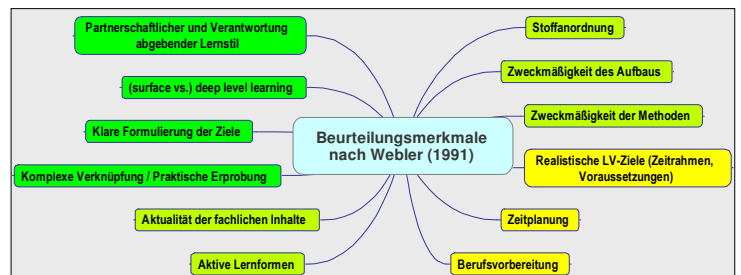 Partnerschaftlicher und Verantwortung
abgebender Lernstil
(surface vs.) deep level learning
Klare Formulierung der Ziele
Komplexe Verknüpfung / Praktische Erprobung
Aktualität der fachlichen Inhalte
Aktive Lernformen
Beurteilungsmerkmale
nach Webler (1991)
Stoffanordnung
Zweckmäßigkeit des Aufbaus
Zweckmäßigkeit der Methoden
Realistische LV-Ziele (Zeitrahmen,
Voraussetzungen)
Zeitplanung
Berufsvorbereitung